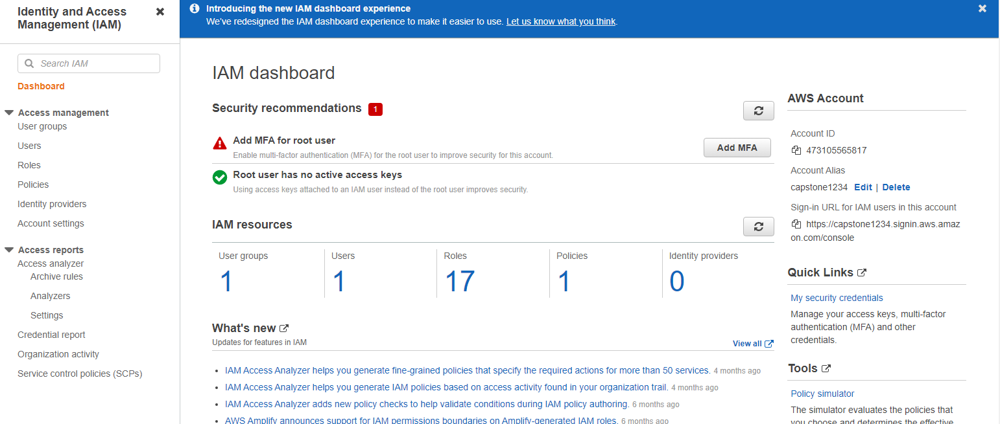 Identity and Access
Management (IAM)
Search IAM
Dashboard
Access management
User groups
Users
Roles
Policies
Identity providers
Account settings
Access reports
Access analyzer
Archive rules
Analyzers
Settings
Credential report
Organization activity
Service control policies (SCPs)
Introducing the new IAM dashboard experience
We've redesigned the IAM dashboard experience to make it easier to use. Let us know what you think.
IAM dashboard
Security recommendations 1
Add MFA for root user
Enable multi-factor authentication (MFA) for the root user to improve security for this account.
Add MFA
Root user has no active access keys
Using access keys attached to an IAM user instead of the root user improves security.
IAM resources
User groups Users Roles Policies Identity providers
1 1 17 1 0
What's new
Updates for features in IAM
View all
• IAM Access Analyzer helps you generate fine-grained policies that specify the required actions for more than 50 services. 4 months ago
• IAM Access Analyzer helps you generate IAM policies based on access activity found in your organization trail. 4 months ago
• IAM Access Analyzer adds new policy checks to help validate conditions during IAM policy authoring. 6 months ago
• AWS Amplify announces support for IAM permissions boundaries on Amplify-generated IAM roles. 6 months ago
AWS Account
Account ID
473105565817
Account Alias
capstone1234 Edit | Delete
Sign-in URL for IAM users in this account
https://capstone1234.signin.aws.amaz
on.com/console
Quick Links
My security credentials
Manage your access keys, multi-factor
authentication (MFA) and other
credentials.
Tools
Policy simulator
The simulator evaluates the policies that
you choose and determines the effective